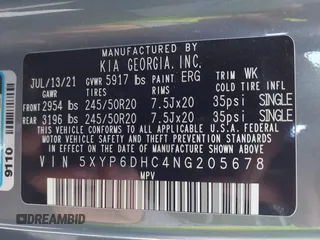 MANUFACTURED BY
KIA GEORGIA, INC.
JUL/13/21 GVWR 5917 lbs PAINT ERG TRIM WK
GAWR TIRES RIMS COLD TIRE INFL
FRONT 2954 lbs 245/50R20 7.5Jx20 35psi SINGLE
REAR 3196 lbs 245/50R20 7.5Jx20 35psi SINGLE
THIS VEHICLE CONFORMS TO ALL APPLICABLE U.S. FEDERAL MOTOR
VEHICLE SAFETY STANDARDS IN EFFECT ON THE DATE OF MANUFACTURE SHOWN ABOVE
VIN 5XYP6DHC4NG205678
MPV
9110
DREAMBID